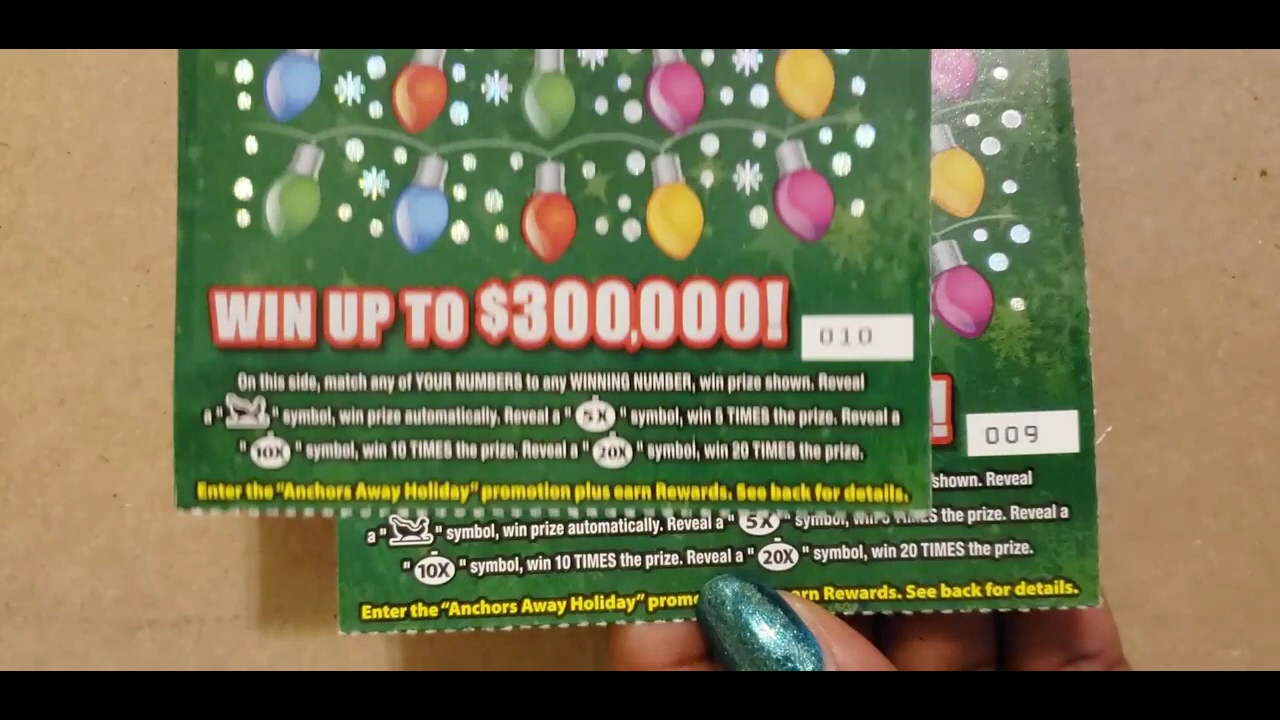 WIN UP TO $300,000!
010
On this side, match any of YOUR NUMBERS to any WINNING NUMBER, win prize shown. Reveal
a " " symbol, win prize automatically. Reveal a " 5X " symbol, win 5 TIMES the prize. Reveal a
" 10X " symbol, win 10 TIMES the prize. Reveal a " 20X " symbol, win 20 TIMES the prize.
Enter the "Anchors Away Holiday" promotion plus earn Rewards. See back for details.
!
009
shown. Reveal
a " " symbol, win prize automatically. Reveal a " 5X " symbol, win 5 TIMES the prize. Reveal a
" 10X " symbol, win 10 TIMES the prize. Reveal a " 20X " symbol, win 20 TIMES the prize.
Enter the "Anchors Away Holiday" promo rn Rewards. See back for details.